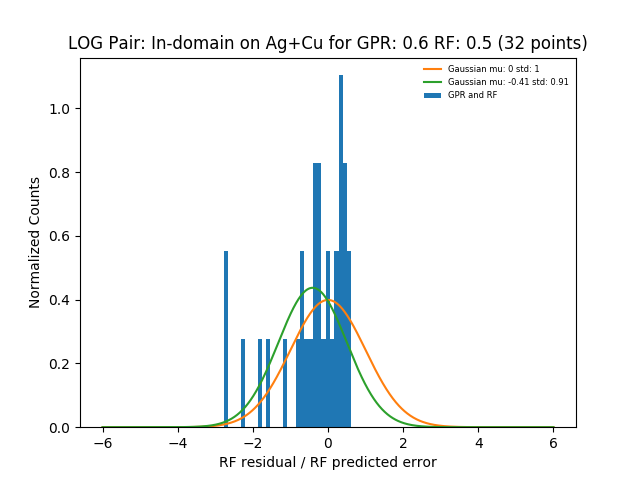 LOG Pair: In-domain on Ag+Cu for GPR: 0.6 RF: 0.5 (32 points)
Gaussian mu: 0 std: 1
Gaussian mu: -0.41 std: 0.91
GPR and RF
Normalized Counts
1.0
0.8
0.6
0.4
0.2
0.0
−6 −4 −2 0 2 4 6
RF residual / RF predicted error